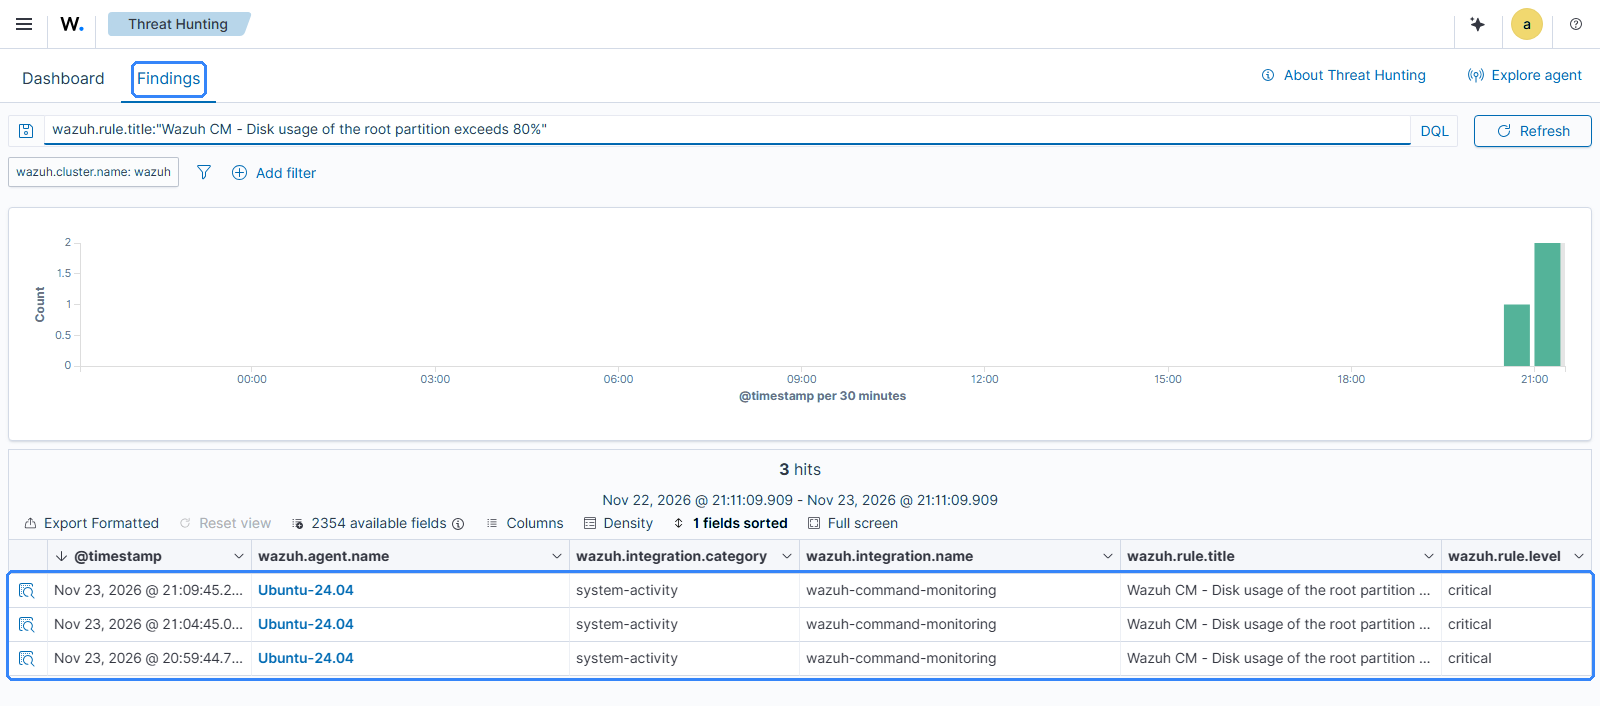 W.
Threat Hunting
a
Dashboard
Findings
About Threat Hunting
Explore agent
wazuh.rule.title:"Wazuh CM - Disk usage of the root partition exceeds 80%"
DQL
Refresh
wazuh.cluster.name: wazuh
Add filter
Count
2
1.5
1
0.5
0
00:00
03:00
06:00
09:00
12:00
15:00
18:00
21:00
@timestamp per 30 minutes
3 hits
Nov 22, 2026 @ 21:11:09.909 - Nov 23, 2026 @ 21:11:09.909
Export Formatted
Reset view
2354 available fields
Columns
Density
1 fields sorted
Full screen
@timestamp wazuh.agent.name wazuh.integration.category wazuh.integration.name wazuh.rule.title wazuh.rule.level
Nov 23, 2026 @ 21:09:45.2... Ubuntu-24.04 system-activity wazuh-command-monitoring Wazuh CM - Disk usage of the root partition ... critical
Nov 23, 2026 @ 21:04:45.0... Ubuntu-24.04 system-activity wazuh-command-monitoring Wazuh CM - Disk usage of the root partition ... critical
Nov 23, 2026 @ 20:59:44.7... Ubuntu-24.04 system-activity wazuh-command-monitoring Wazuh CM - Disk usage of the root partition ... critical